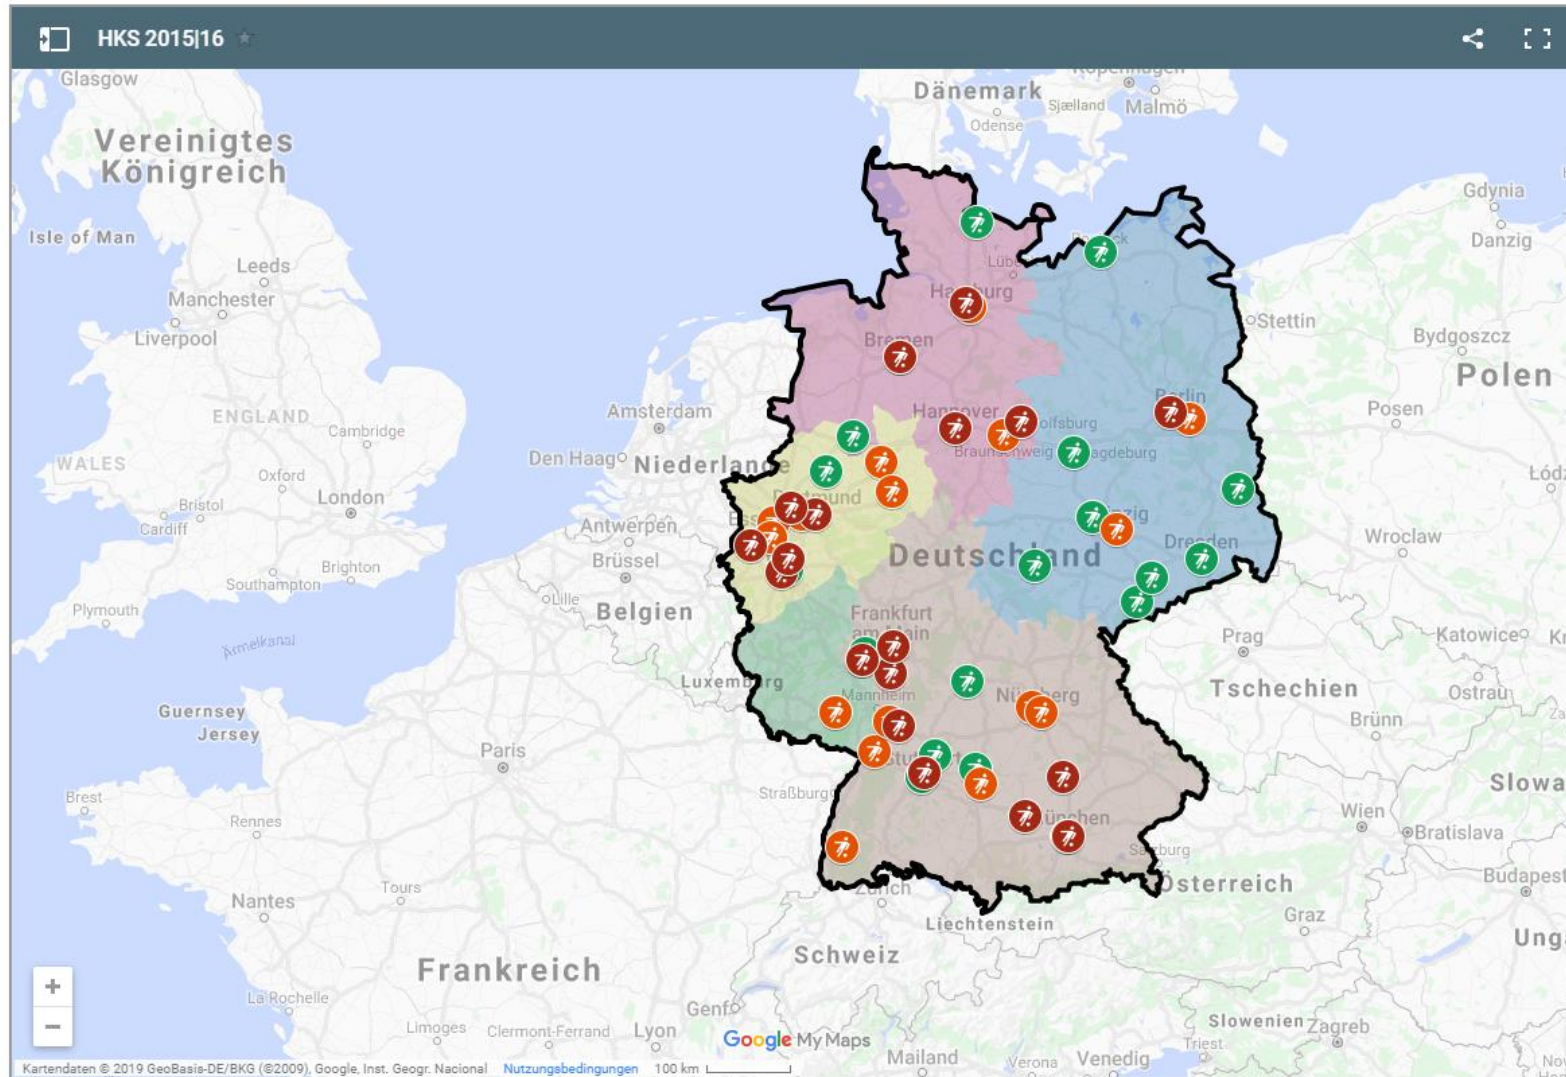 HKS 2015|16
Glasgow
Dänemark
Odense
Sjælland
Malmö
Vereinigtes
Königreich
Gdynia
Danzig
Isle of Man
Leeds
Manchester
Liverpool
Stettin
Bremen
Bydgoszcz
Polen
Amsterdam
Hannover
Posen
ENGLAND
Cambridge
WALES
Oxford
Den Haag
Niederlande
London
Bristol
Cardiff
Antwerpen
Deutschland
Dresden
Wroclaw
Southampton
Brighton
Brüssel
Lille
Plymouth
Belgien
Ärmelkanal
Frankfurt
am Main
Prag
Katowice
Luxemburg
Mannheim
Tschechien
Ostrau
Guernsey
Jersey
Brünn
Paris
Straßburg
Slowa
Brest
Rennes
Wien
Bratislava
Salzburg
Zürich
Österreich
Budapest
Nantes
Tours
Liechtenstein
Graz
Schweiz
Ung
Frankreich
La Rochelle
Genf
Limoges
Clermont-Ferrand
Lyon
Google My Maps
Slowenien
Zagreb
Triest
Mailand
Verona
Venedig
Kartendaten © 2019 GeoBasis-DE/BKG (©2009), Google, Inst. Geogr. Nacional Nutzungsbedingungen 100 km